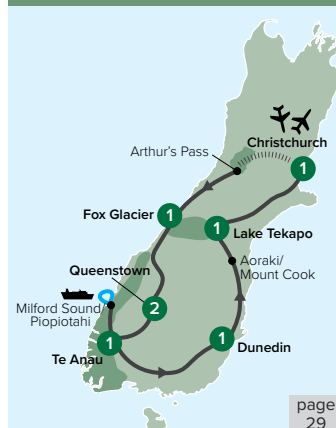 Christchurch
Arthur's Pass
1
Fox Glacier
1
1
Lake Tekapo
Queenstown
Aoraki/
Mount Cook
2
Milford Sound
Piopiotahi
Te Anau
1
1
Dunedin
page
29